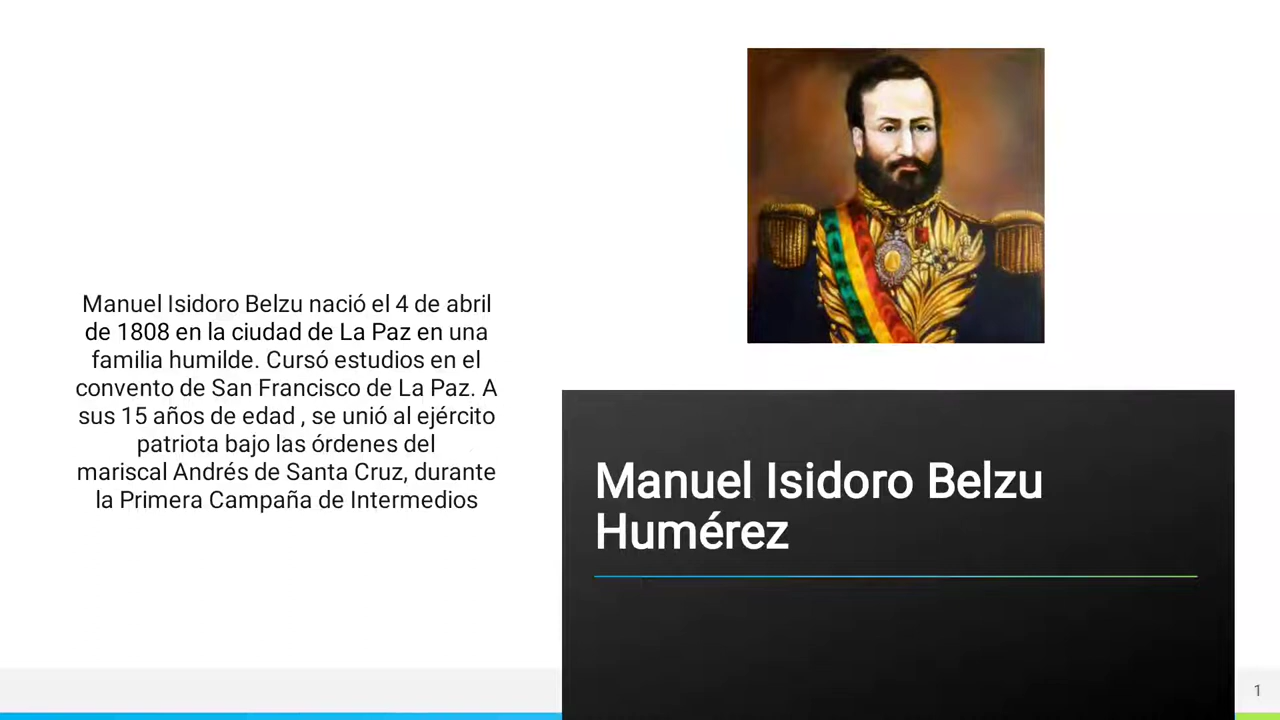 Manuel Isidoro Belzu nació el 4 de abril
de 1808 en la ciudad de La Paz en una
familia humilde. Cursó estudios en el
convento de San Francisco de La Paz. A
sus 15 años de edad , se unió al ejército
patriota bajo las órdenes del
mariscal Andrés de Santa Cruz, durante
la Primera Campaña de Intermedios
Manuel Isidoro Belzu
Humérez
1